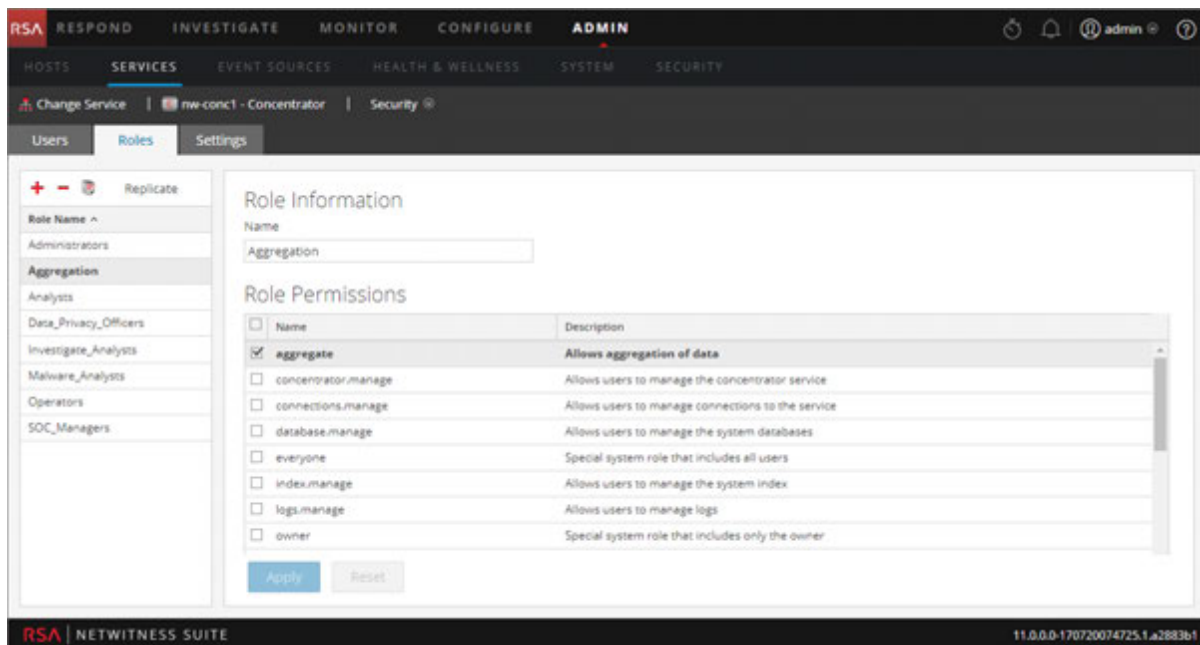 RSA RESPOND INVESTIGATE MONITOR CONFIGURE ADMIN admin
HOSTS SERVICES EVENT SOURCES HEALTH & WELLNESS SYSTEM SECURITY
Change Service | nw-conc1 - Concentrator | Security
Users Roles Settings
Replicate
Role Name
Administrators
Aggregation
Analysts
Data_Privacy_Officers
Investigate_Analysts
Malware_Analysts
Operators
SOC_Managers
Role Information
Name
Aggregation
Role Permissions
Name Description
aggregate Allows aggregation of data
concentrator.manage Allows users to manage the concentrator service
connections.manage Allows users to manage connections to the service
database.manage Allows users to manage the system databases
everyone Special system role that includes all users
index.manage Allows users to manage the system index
logs.manage Allows users to manage logs
owner Special system role that includes only the owner
Apply Reset
RSA | NETWITNESS SUITE 11.0.0.0-170720074725.1.a2883b1